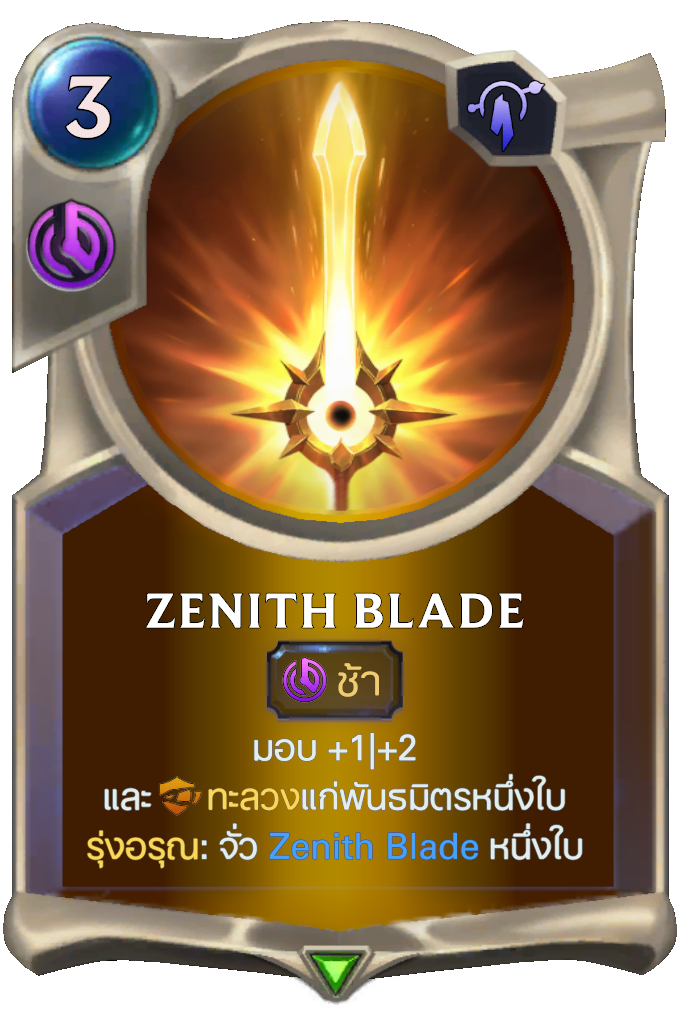 3
ZENITH BLADE
ช้า
มอบ +1|+2
และ ทะลวงแก่พันธมิตรหนึ่งใบ
รุ่งอรุณ: จั่ว Zenith Blade หนึ่งใบ